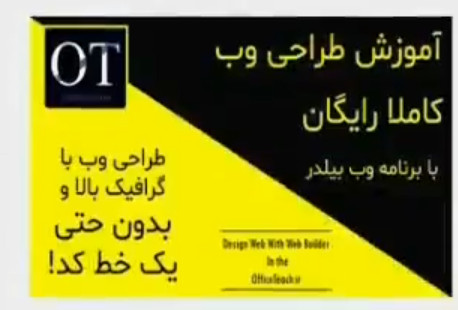 OT
آموزش طراحی وب
کاملا رایگان
با برنامه وب بیلدر
طراحی وب با
گرافیک بالا و
بدون حتی
یک خط کد!
Design Web With Web Builder
In the
OfficeTeach.ir